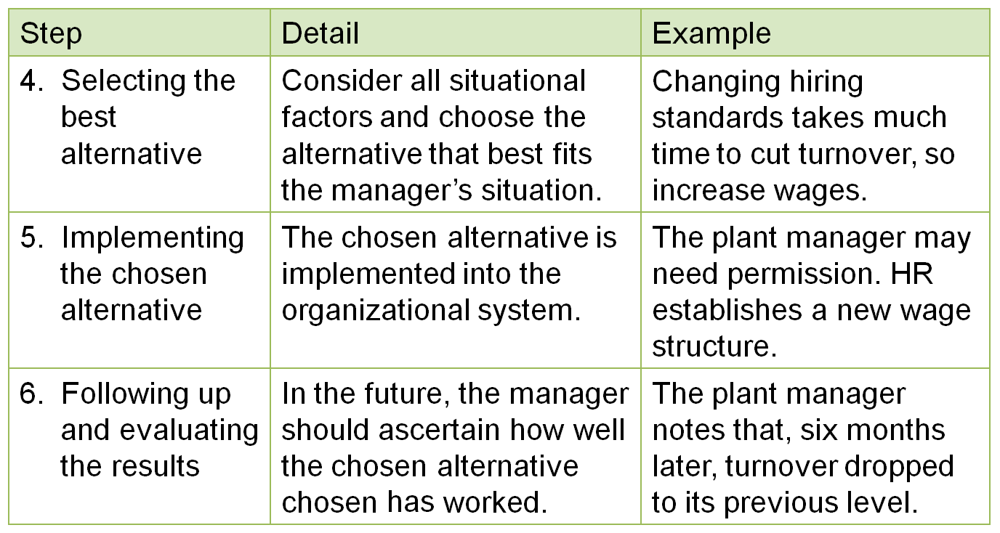 Step
Detail
Example
4. Selecting the
best
alternative
Consider all situational
factors and choose the
alternative that best fits
the manager’s situation.
Changing hiring
standards takes much
time to cut turnover, so
increase wages.
5. Implementing
the chosen
alternative
The chosen alternative is
implemented into the
organizational system.
The plant manager may
need permission. HR
establishes a new wage
structure.
6. Following up
and evaluating
the results
In the future, the manager
should ascertain how well
the chosen alternative
chosen has worked.
The plant manager
notes that, six months
later, turnover dropped
to its previous level.